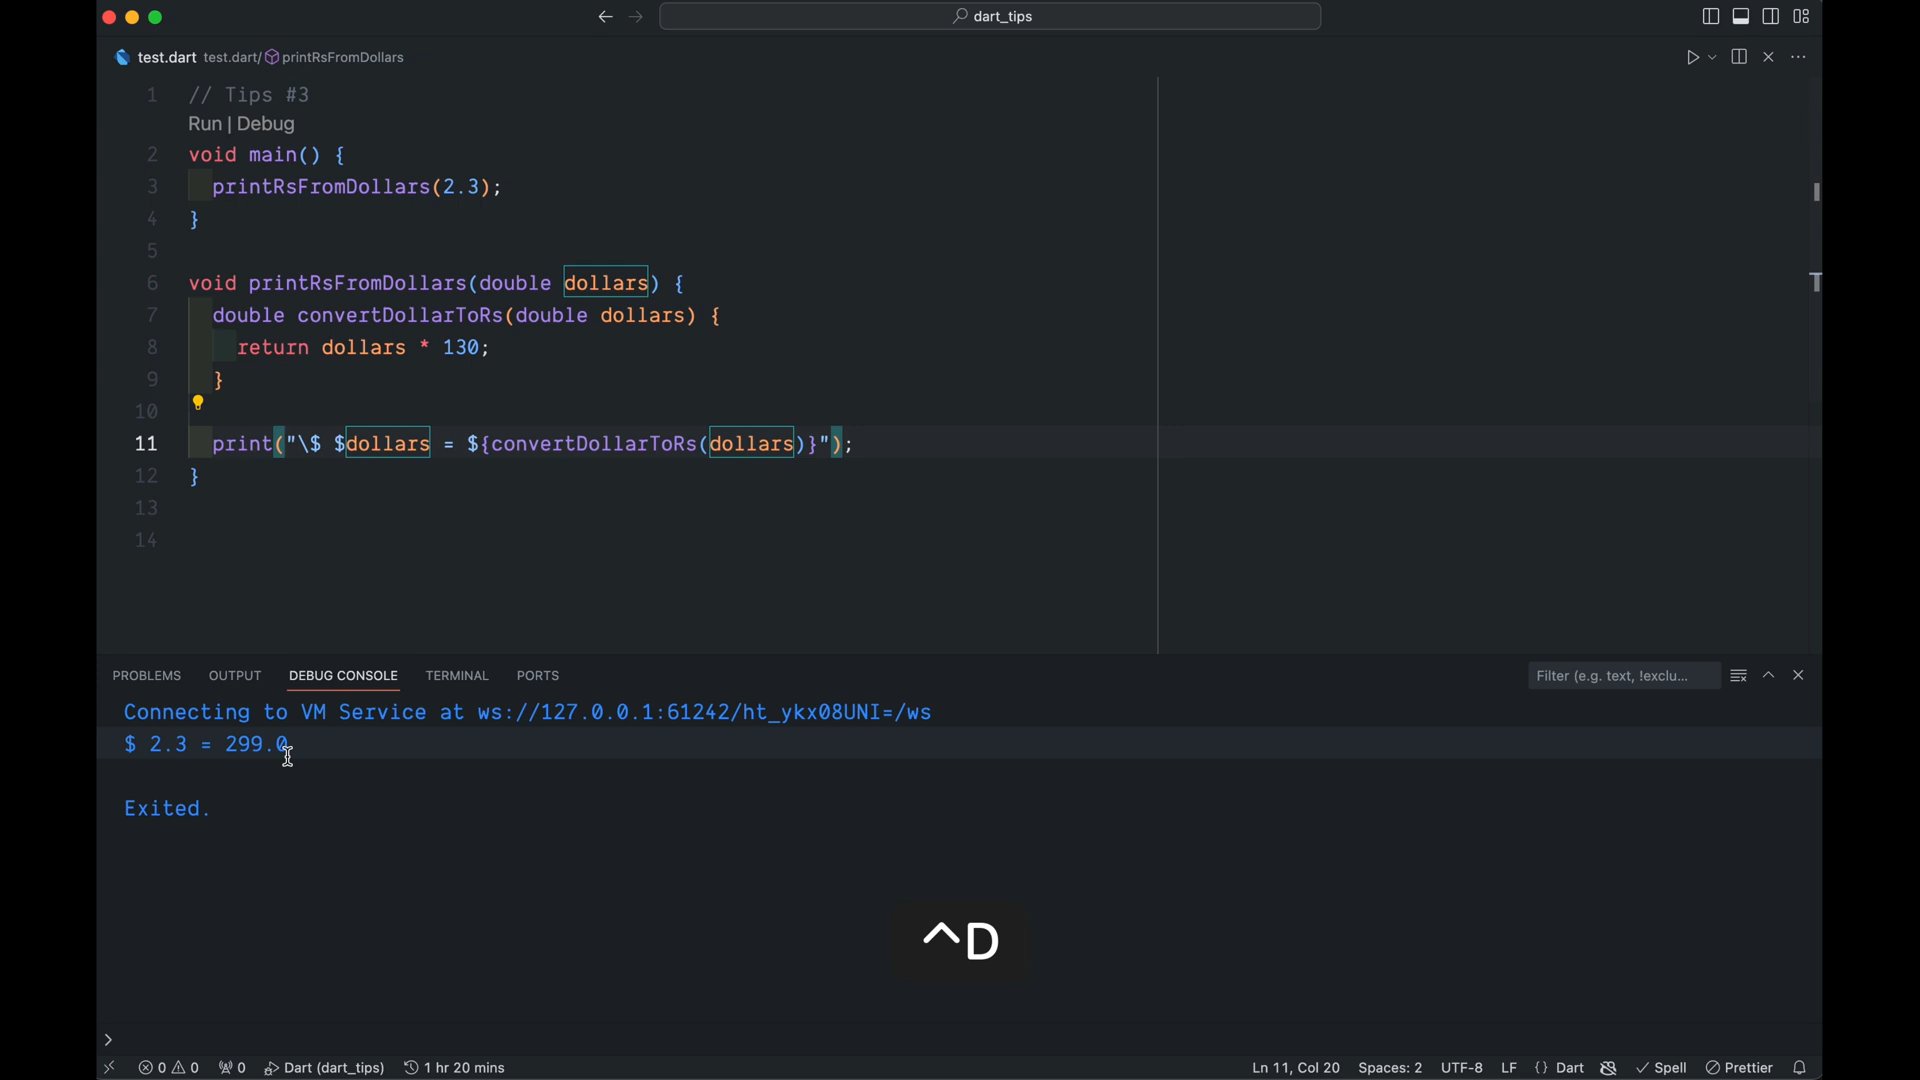 dart_tips
test.dart test.dart/ printRsFromDollars
1 // Tips #3
Run | Debug
2 void main() {
3 printRsFromDollars(2.3);
4 }
5
6 void printRsFromDollars(double dollars) {
7 double convertDollarToRs(double dollars) {
8 return dollars * 130;
9 }
10
11 print("\$ $dollars = ${convertDollarToRs(dollars)}");
12 }
13
14
PROBLEMS OUTPUT DEBUG CONSOLE TERMINAL PORTS Filter (e.g. text, !exclu...
Connecting to VM Service at ws://127.0.0.1:61242/ht_ykx08UNI=/ws
$ 2.3 = 299.0
Exited.
^D
>
0 0 0 Dart (dart_tips) 1 hr 20 mins Ln 11, Col 20 Spaces: 2 UTF-8 LF {} Dart Spell Prettier